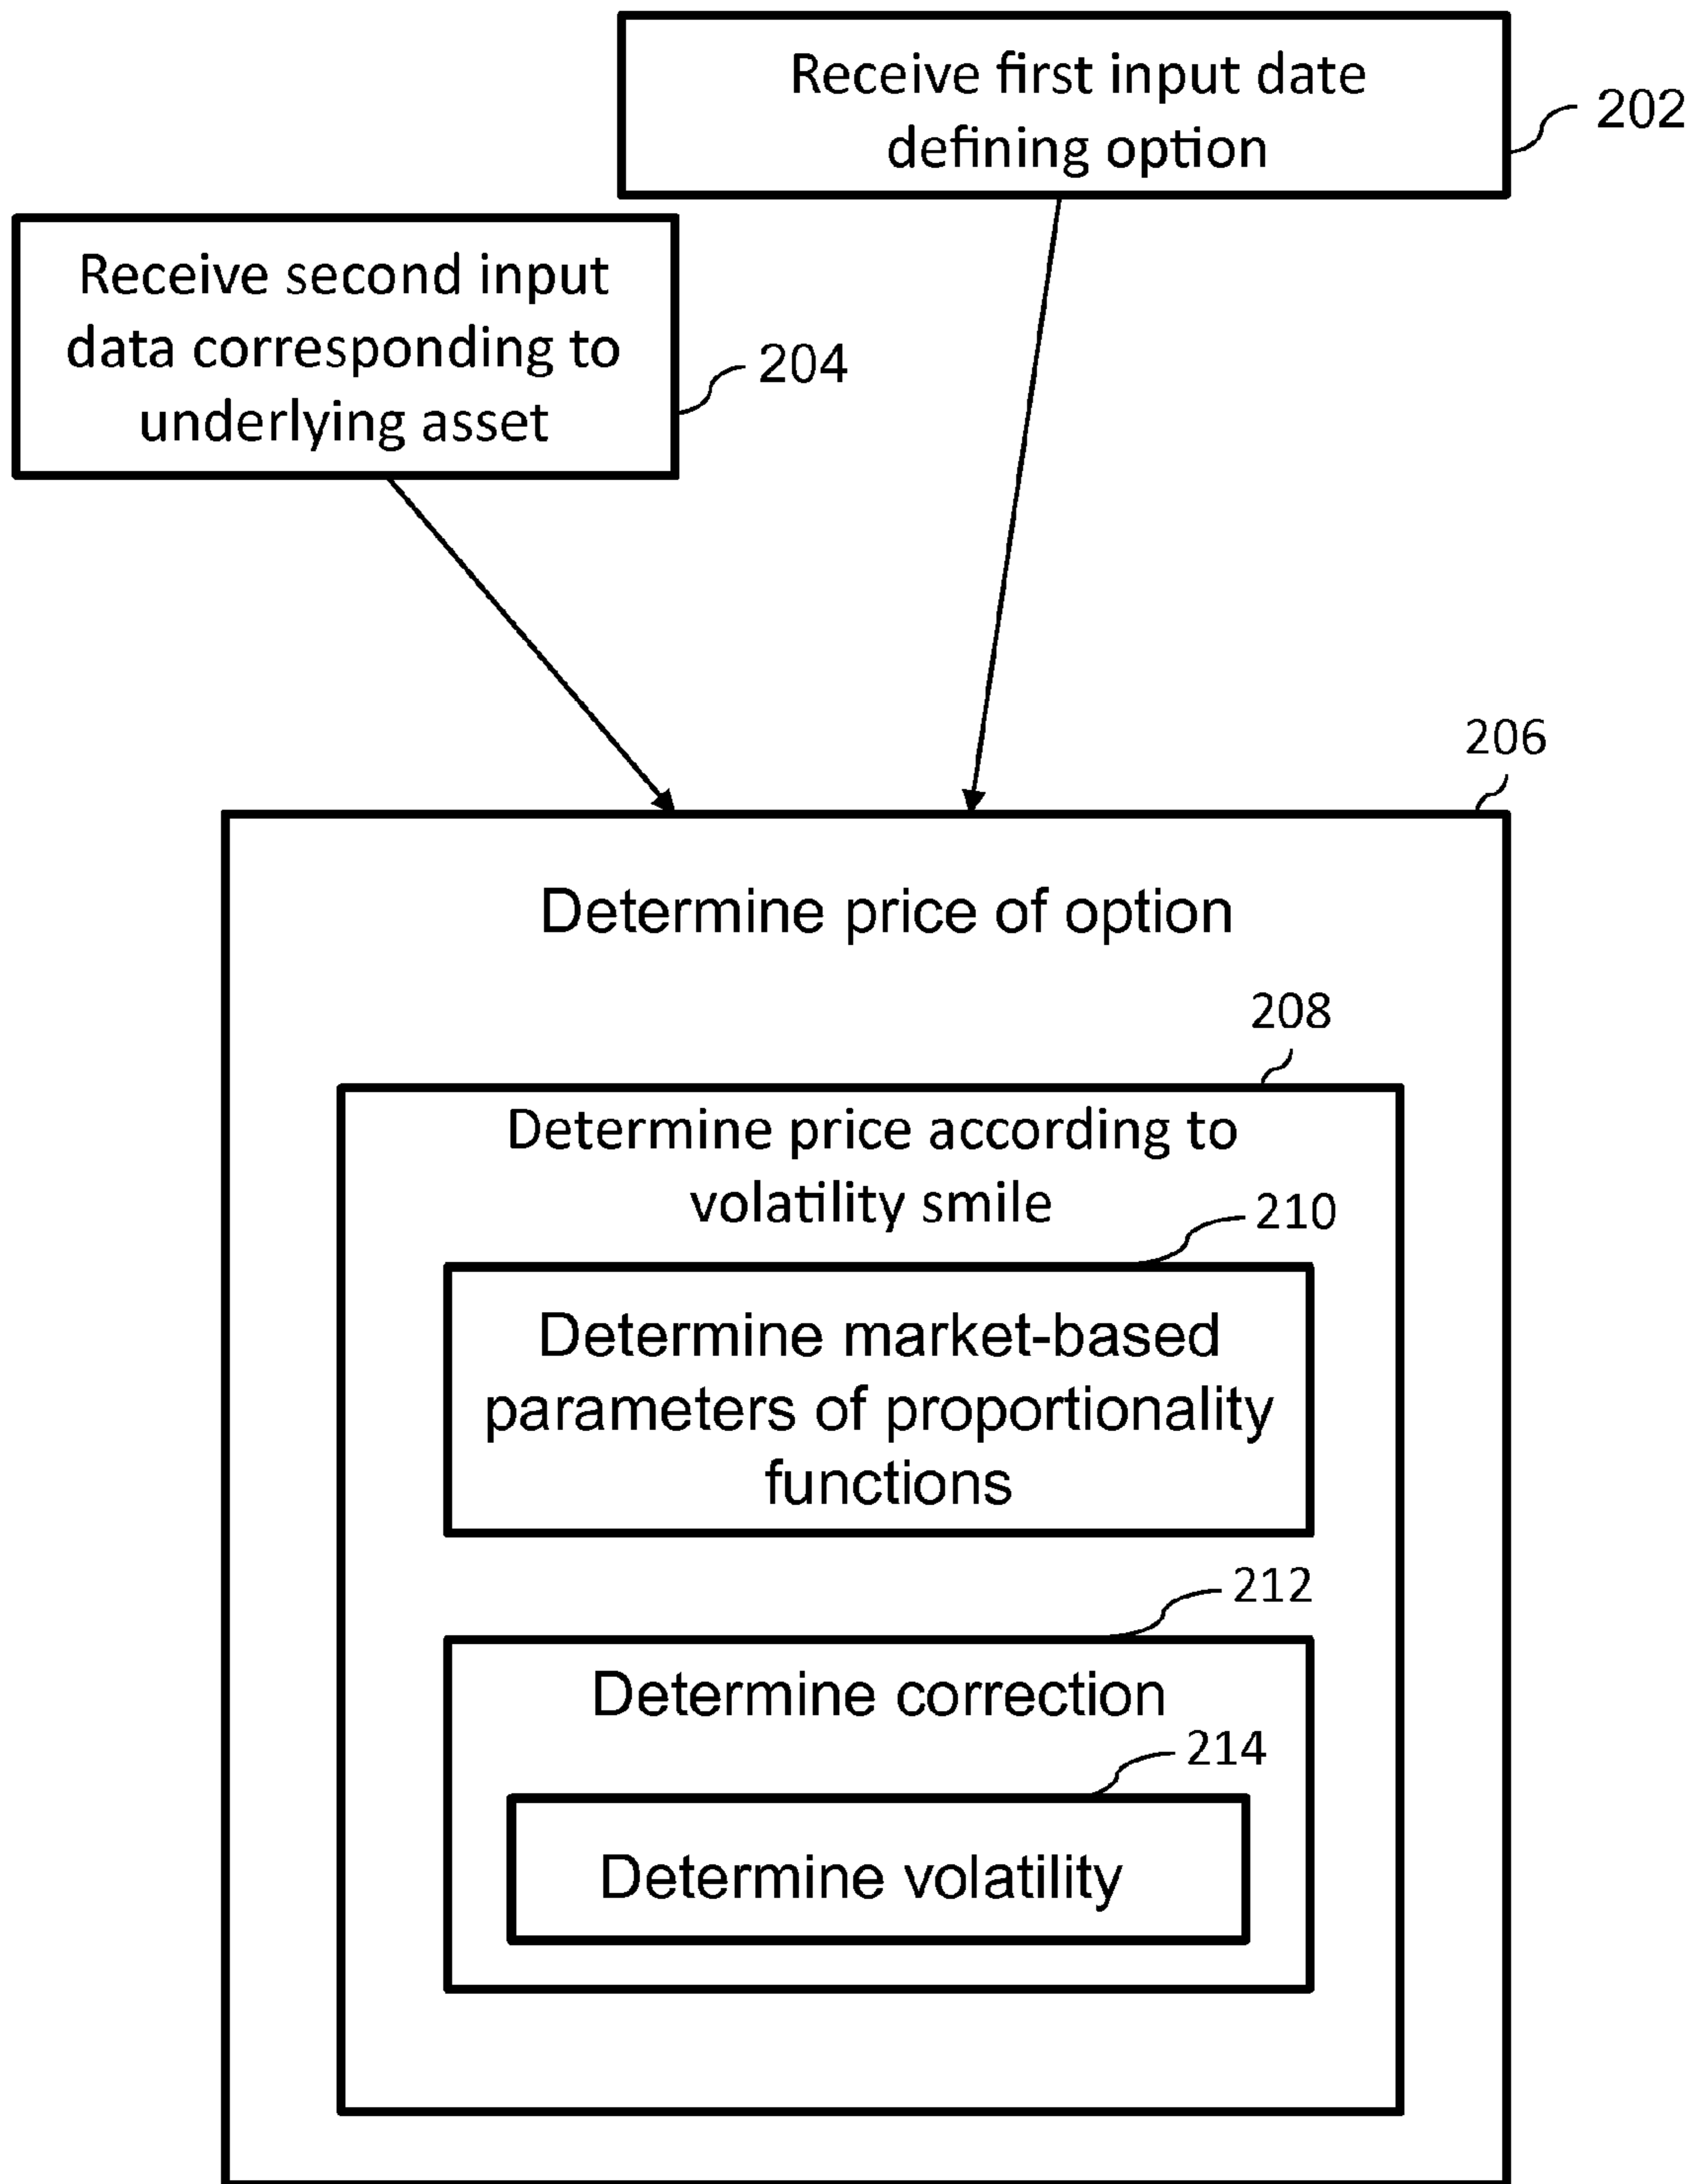 Receive first input date
defining option
202
Receive second input
data corresponding to
underlying asset
204
206
Determine price of option
208
Determine price according to
volatility smile
210
Determine market-based
parameters of proportionality
functions
212
Determine correction
214
Determine volatility